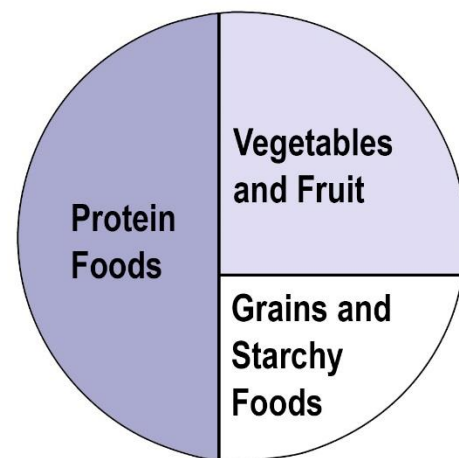 Protein
Foods
Vegetables
and Fruit
Grains and
Starchy
Foods